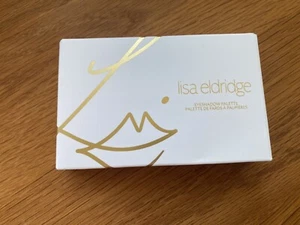 lisa eldridge
EYESHADOW PALETTE
PALETTE DE FARDS À PAUPIÈRES